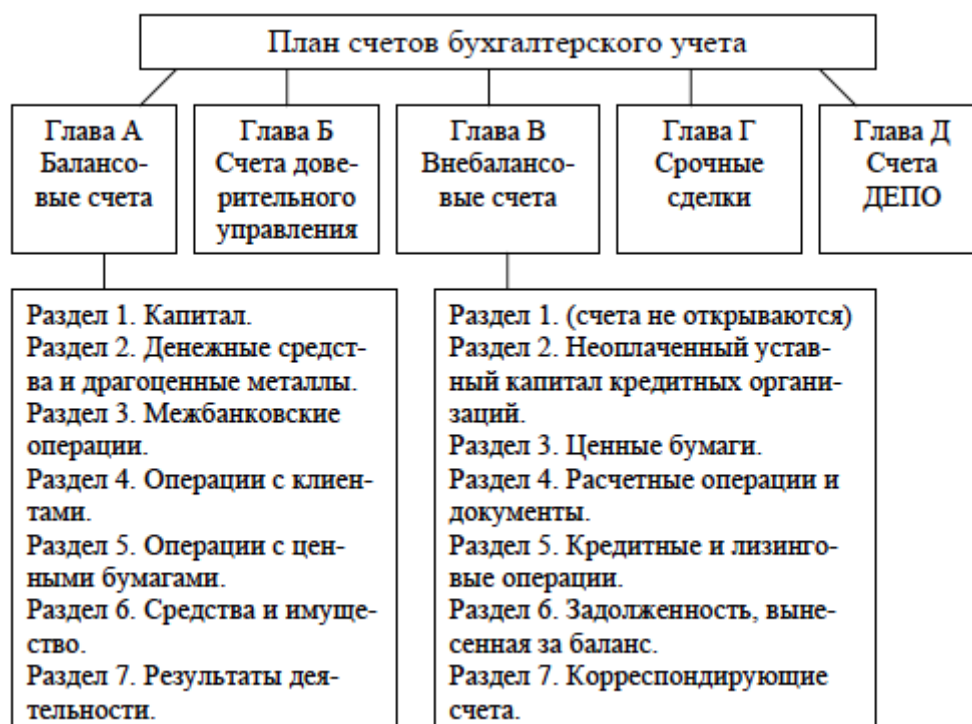 План счетов бухгалтерского учета
Глава А
Балансо-
вые счета
Глава Б
Счета дове-
рительного
управления
Глава В
Внебалансо-
вые счета
Глава Г
Срочные
сделки
Глава Д
Счета
ДЕПО
Раздел 1. Капитал.
Раздел 2. Денежные средст-
ва и драгоценные металлы.
Раздел 3. Межбанковские
операции.
Раздел 4. Операции с клиен-
тами.
Раздел 5. Операции с цен-
ными бумагами.
Раздел 6. Средства и имуще-
ство.
Раздел 7. Результаты дея-
тельности.
Раздел 1. (счета не открываются)
Раздел 2. Неоплаченный устав-
ный капитал кредитных органи-
заций.
Раздел 3. Ценные бумаги.
Раздел 4. Расчетные операции и
документы.
Раздел 5. Кредитные и лизинго-
вые операции.
Раздел 6. Задолженность, выне-
сенная за баланс.
Раздел 7. Корреспондирующие
счета.